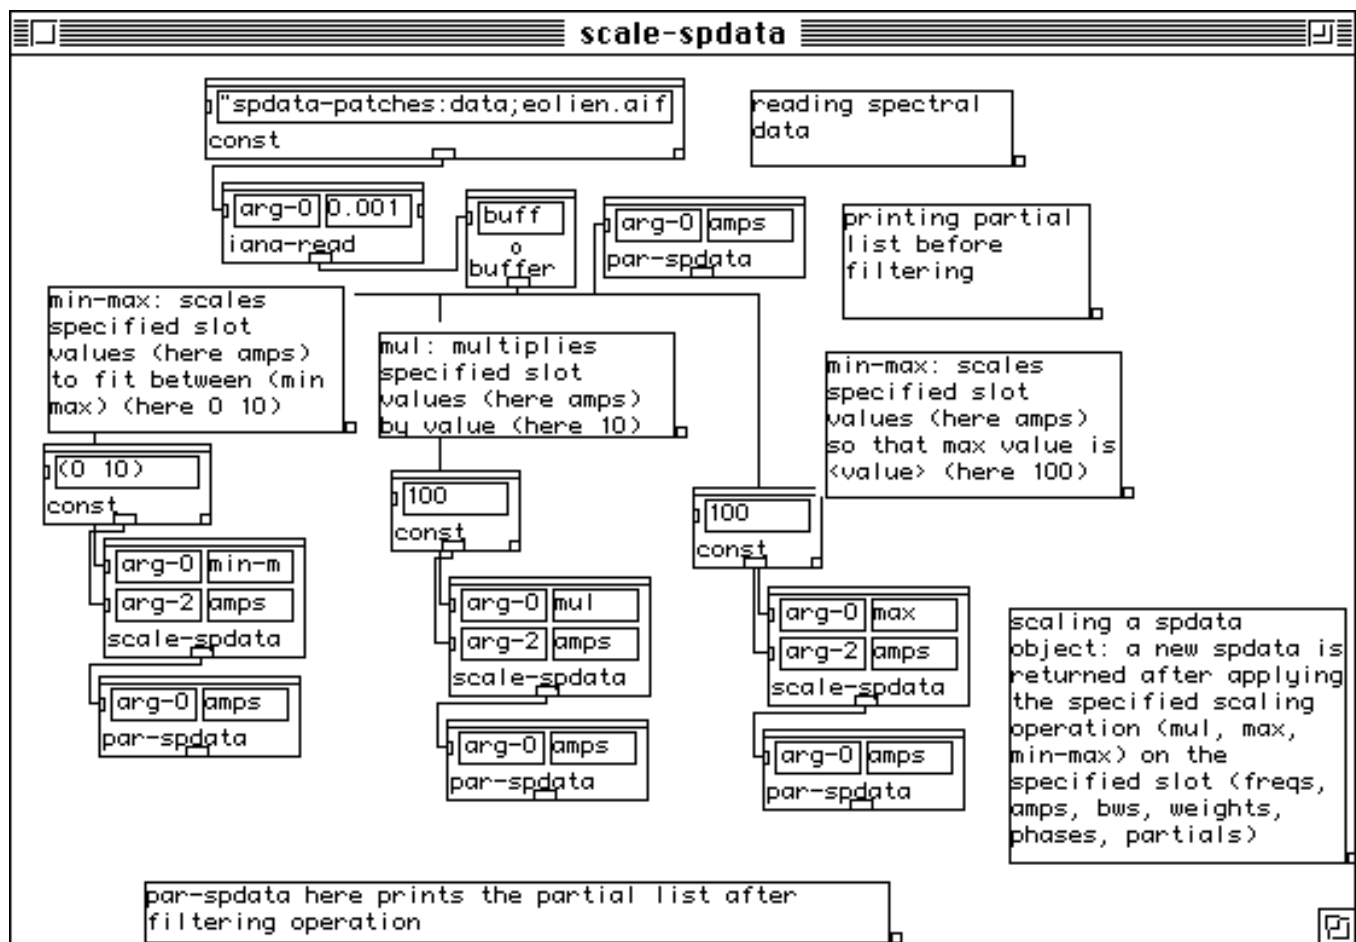 scale-spdata
"spdata-patches:data;eolien.aif
const
reading spectral
data
arg-0 0.001
iana-read
buff
o
buffer
arg-0 amps
par-spdata
printing partial
list before
filtering
min-max: scales
specified slot
values (here amps)
to fit between (min
max) (here 0 10)
mul: multiplies
specified slot
values (here amps)
by value (here 10)
min-max: scales
specified slot
values (here amps)
so that max value is
<value> (here 100)
(0 10)
const
100
const
100
const
arg-0 min-m
arg-2 amps
scale-spdata
arg-0 amps
par-spdata
arg-0 mul
arg-2 amps
scale-spdata
arg-0 amps
par-spdata
arg-0 max
arg-2 amps
scale-spdata
arg-0 amps
par-spdata
scaling a spdata
object: a new spdata is
returned after applying
the specified scaling
operation (mul, max,
min-max) on the
specified slot (freqs,
amps, bws, weights,
phases, partials)
par-spdata here prints the partial list after
filtering operation